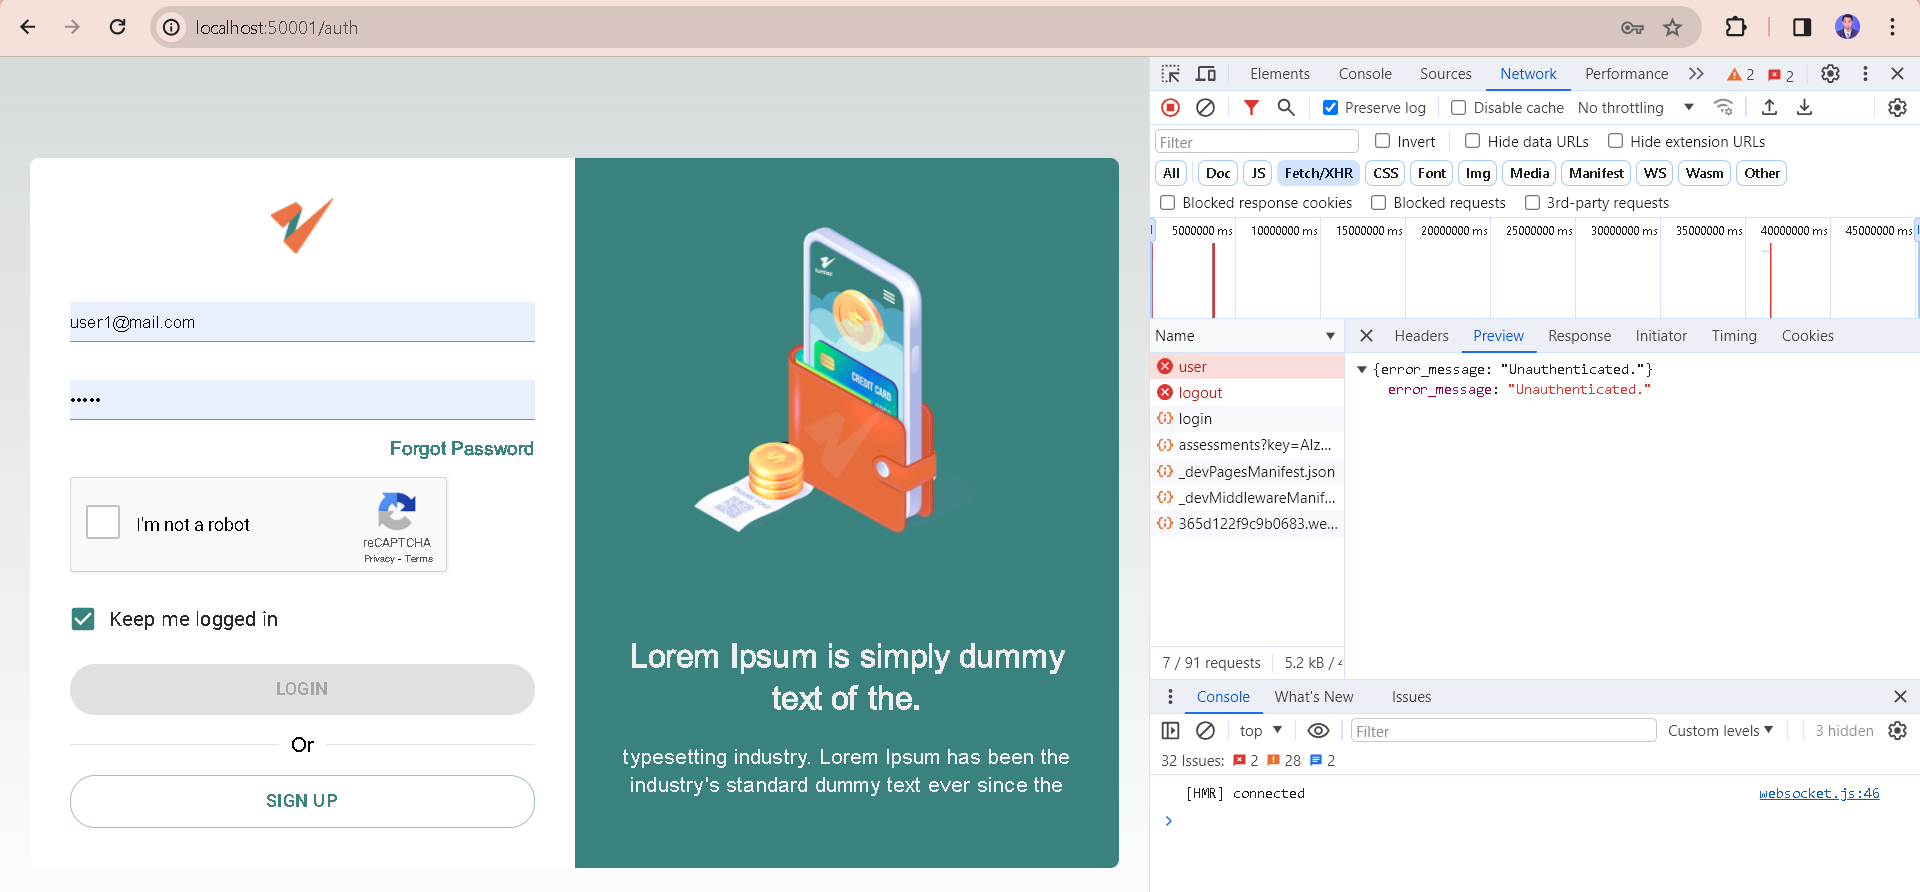 localhost:50001/auth
user1@mail.com
•••••
Forgot Password
I'm not a robot
reCAPTCHA
Privacy - Terms
Keep me logged in
LOGIN
Or
SIGN UP
CREDIT CARD
THANK YOU!
Lorem Ipsum is simply dummy
text of the.
typesetting industry. Lorem Ipsum has been the
industry's standard dummy text ever since the
Elements Console Sources Network Performance 2 2
Preserve log Disable cache No throttling
Filter Invert Hide data URLs Hide extension URLs
All Doc JS Fetch/XHR CSS Font Img Media Manifest WS Wasm Other
Blocked response cookies Blocked requests 3rd-party requests
5000000 ms 10000000 ms 15000000 ms 20000000 ms 25000000 ms 30000000 ms 35000000 ms 40000000 ms 45000000 ms
Name
user
logout
login
assessments?key=AIz...
_devPagesManifest.json
_devMiddlewareManif...
365d122f9c9b0683.we...
7 / 91 requests 5.2 kB /
Headers Preview Response Initiator Timing Cookies
{error_message: "Unauthenticated."}
error_message: "Unauthenticated."
Console What's New Issues
top Filter Custom levels 3 hidden
32 Issues: 2 28 2
[HMR] connected websocket.js:46